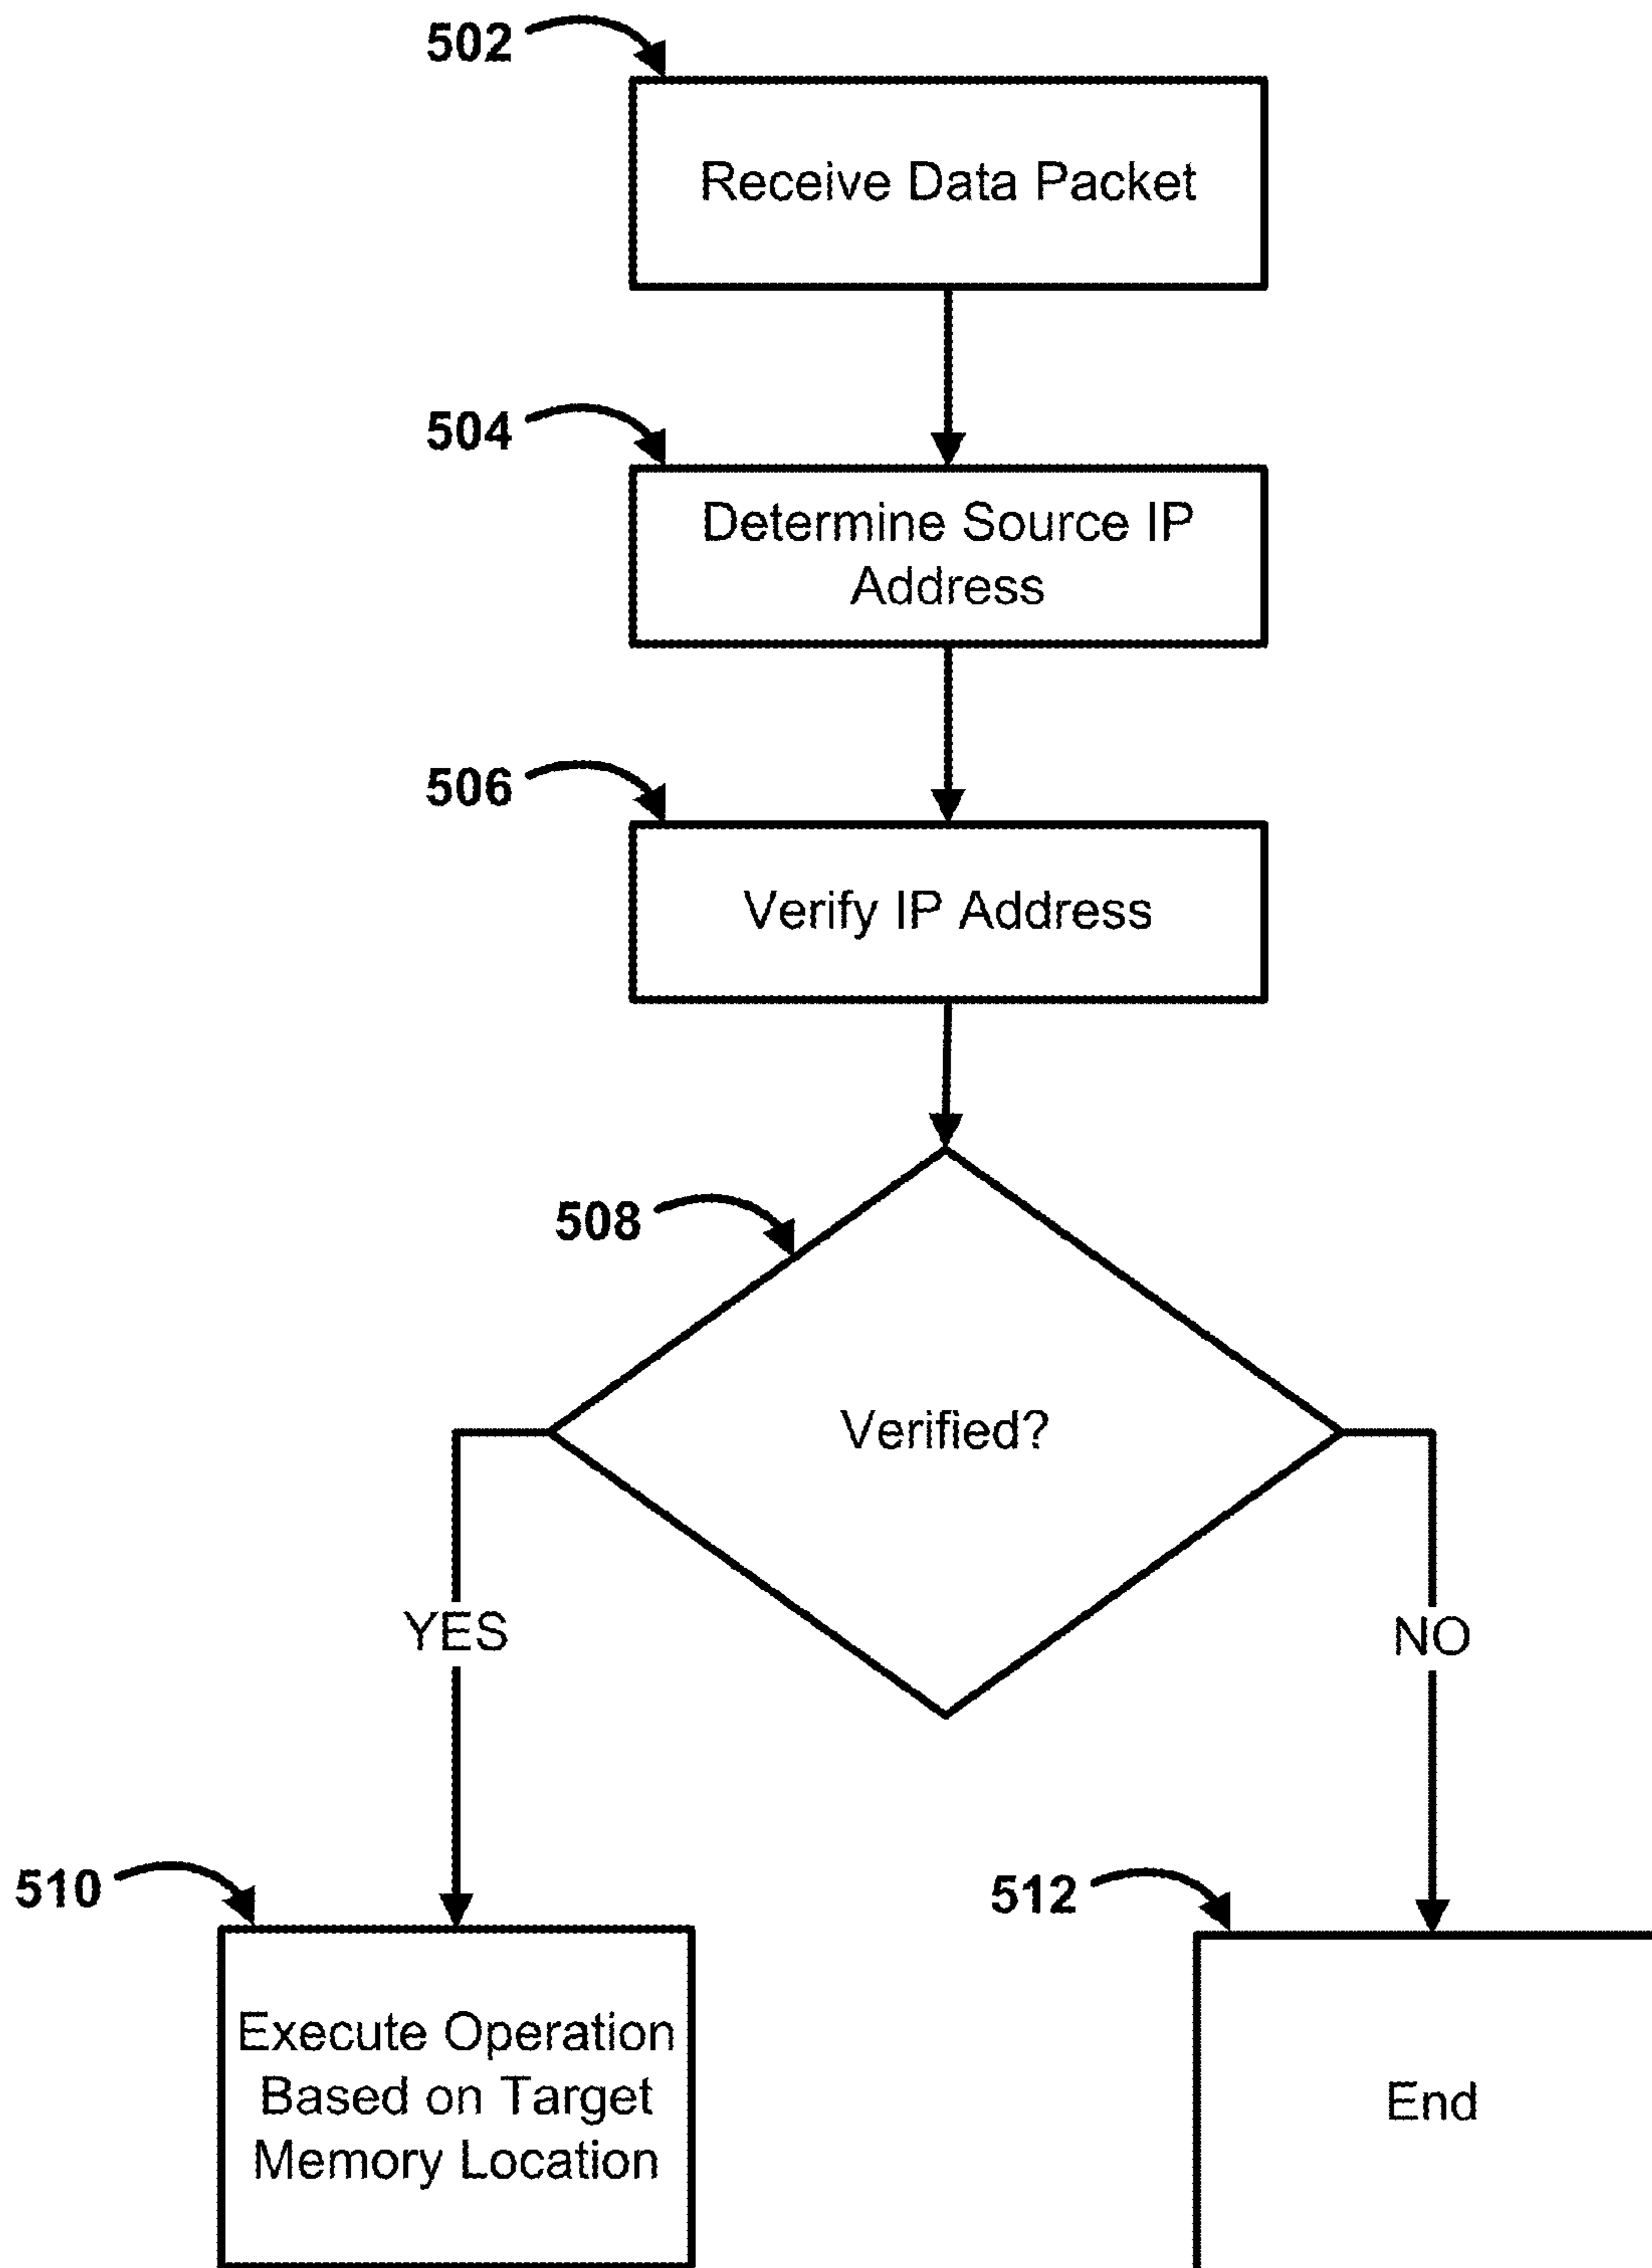 502
Receive Data Packet
504
Determine Source IP
Address
506
Verify IP Address
508
Verified?
YES
NO
510
Execute Operation
Based on Target
Memory Location
512
End